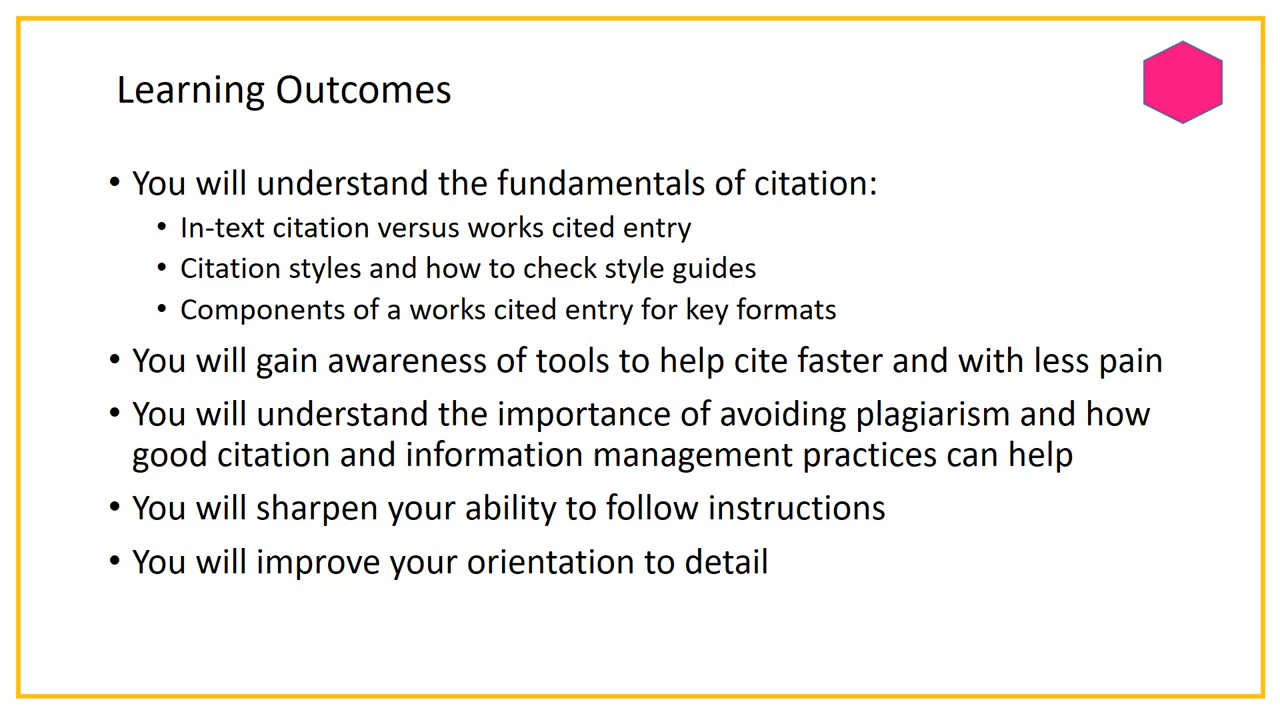 Learning Outcomes
• You will understand the fundamentals of citation:
• In-text citation versus works cited entry
• Citation styles and how to check style guides
• Components of a works cited entry for key formats
• You will gain awareness of tools to help cite faster and with less pain
• You will understand the importance of avoiding plagiarism and how
good citation and information management practices can help
• You will sharpen your ability to follow instructions
• You will improve your orientation to detail